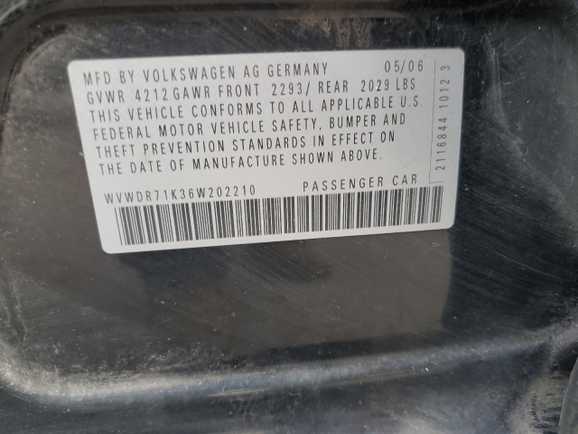 MFD BY VOLKSWAGEN AG GERMANY 05/06
GVWR 4212 GAWR FRONT 2293/ REAR 2029 LBS
THIS VEHICLE CONFORMS TO ALL APPLICABLE U.S.
FEDERAL MOTOR VEHICLE SAFETY, BUMPER AND
THEFT PREVENTION STANDARDS IN EFFECT ON
THE DATE OF MANUFACTURE SHOWN ABOVE.
WVWDR71K36W202210 PASSENGER CAR
2116844 10123